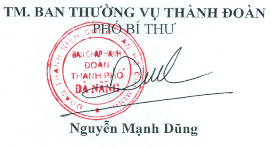 TM. BAN THƯỜNG VỤ THÀNH ĐOÀN
PHÓ BÍ THƯ
BAN CHẤP HÀNH
ĐOÀN
THÀNH PHỐ
ĐÀ NẴNG
Nguyễn Mạnh Dũng